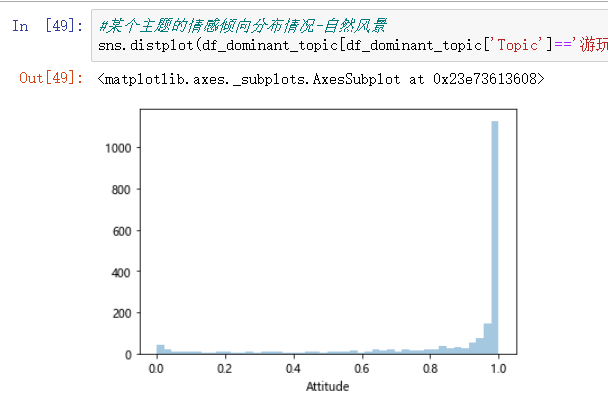 In [49]:
#某个主题的情感倾向分布情况-自然风景
sns.distplot(df_dominant_topic[df_dominant_topic['Topic']=='游玩
Out[49]:
<matplotlib.axes._subplots.AxesSubplot at 0x23e73613608>
1000
800
600
400
200
0
0.0 0.2 0.4 0.6 0.8 1.0
Attitude